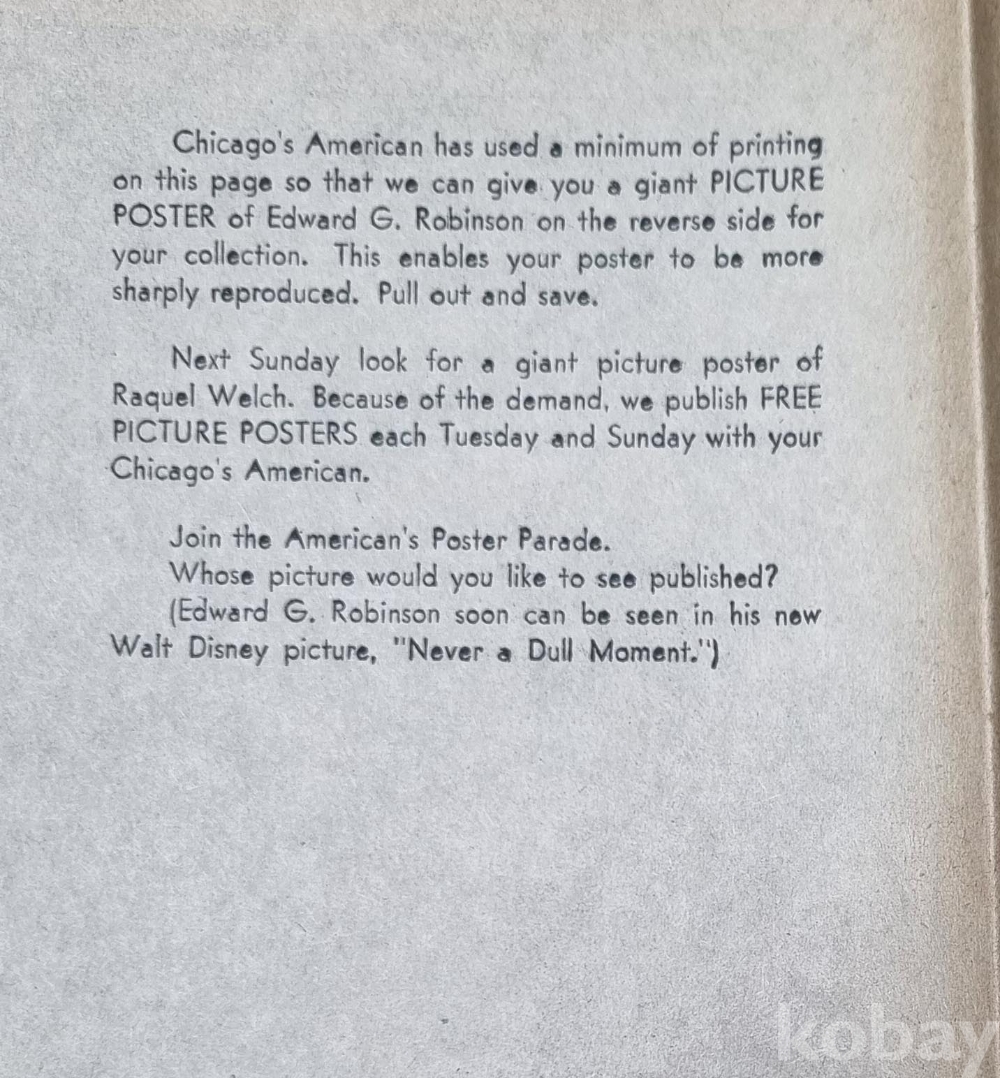 Chicago's American has used a minimum of printing
on this page so that we can give you a giant PICTURE
POSTER of Edward G. Robinson on the reverse side for
your collection. This enables your poster to be more
sharply reproduced. Pull out and save.
Next Sunday look for a giant picture poster of
Raquel Welch. Because of the demand, we publish FREE
PICTURE POSTERS each Tuesday and Sunday with your
Chicago's American.
Join the American's Poster Parade.
Whose picture would you like to see published?
(Edward G. Robinson soon can be seen in his new
Walt Disney picture, "Never a Dull Moment.")
kobay